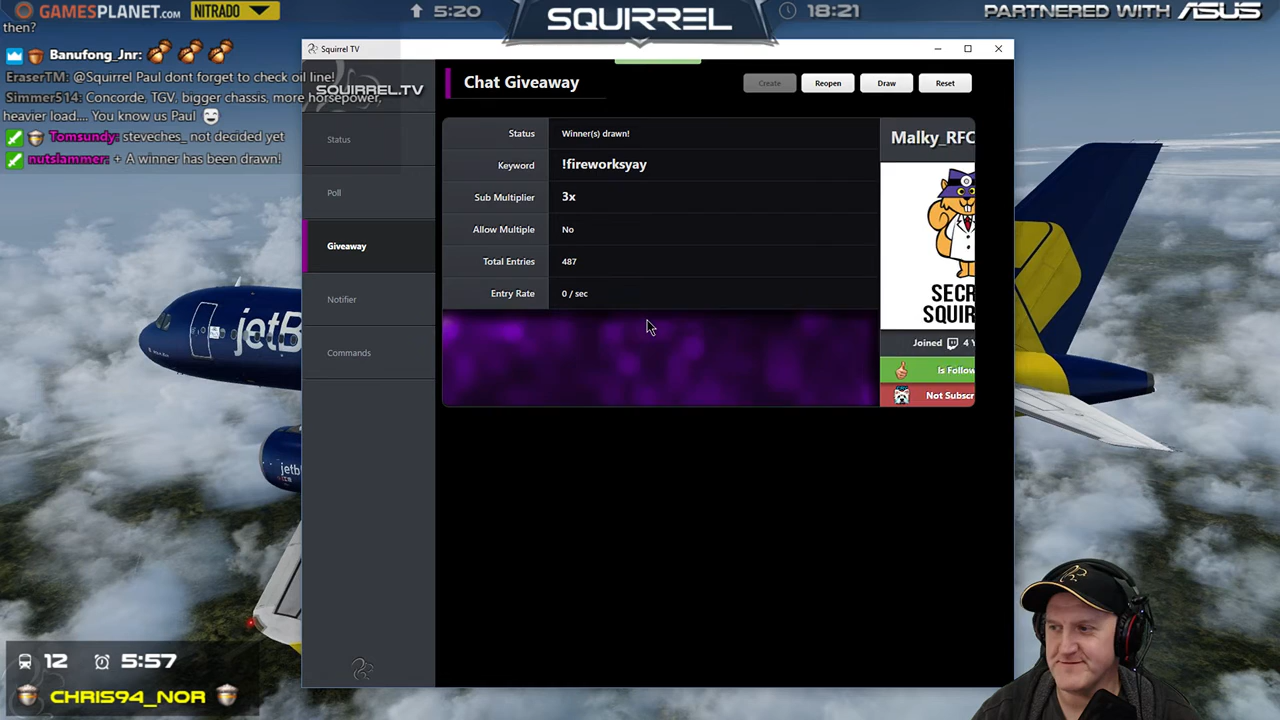 GAMESPLANET.COM NITRADO
5:20
SQUIRREL
18:21
PARTNERED WITH ASUS
then?
Banufong_Jnr:
EraserTM: @Squirrel Paul dont forget to check oil line!
Simmer514: Concorde, TGV, bigger chassis, more horsepower,
heavier load.... You know us Paul
Tomsundy: steveches_ not decided yet
nutslammer: + A winner has been drawn!
Squirrel TV
SQUIRREL.TV
Status
Poll
Giveaway
Notifier
Commands
Chat Giveaway
Create
Reopen
Draw
Reset
Status Winner(s) drawn!
Keyword !fireworksyay
Sub Multiplier 3x
Allow Multiple No
Total Entries 487
Entry Rate 0 / sec
Malky_RFC
SECR
SQUIR
Joined 4 Y
Is Follow
Not Subscr
jetB
jetb
12 5:57
CHRIS94_NOR